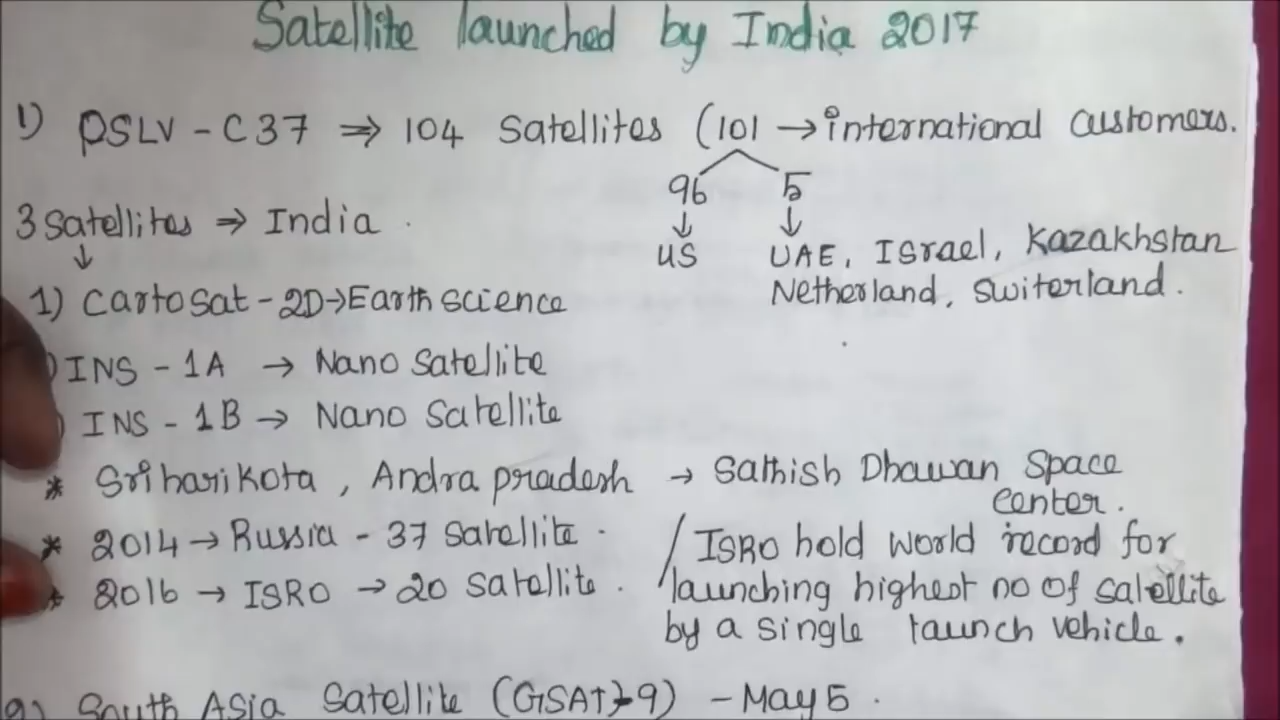 Satellite launched by India 2017
1) PSLV - C37 ⇒ 104 Satellites (101 → international customers.
96 5
↓ ↓
US UAE, Israel, Kazakhstan
Netherland, Switerland.
3 Satellites ⇒ India.
↓
1) Cartosat - 2D → Earth science
) INS - 1A → Nano Satellite
) INS - 1B → Nano Satellite
* Sriharikota, Andra pradesh → Sathish Dhawan Space
Center.
* 2014 → Russia - 37 Satellite.
* 2016 → ISRO → 20 Satellite.
/ ISRO hold world record for
launching highest no of satellite
by a single launch vehicle.
2) South Asia Satellite (GSAT-9) - May 5.